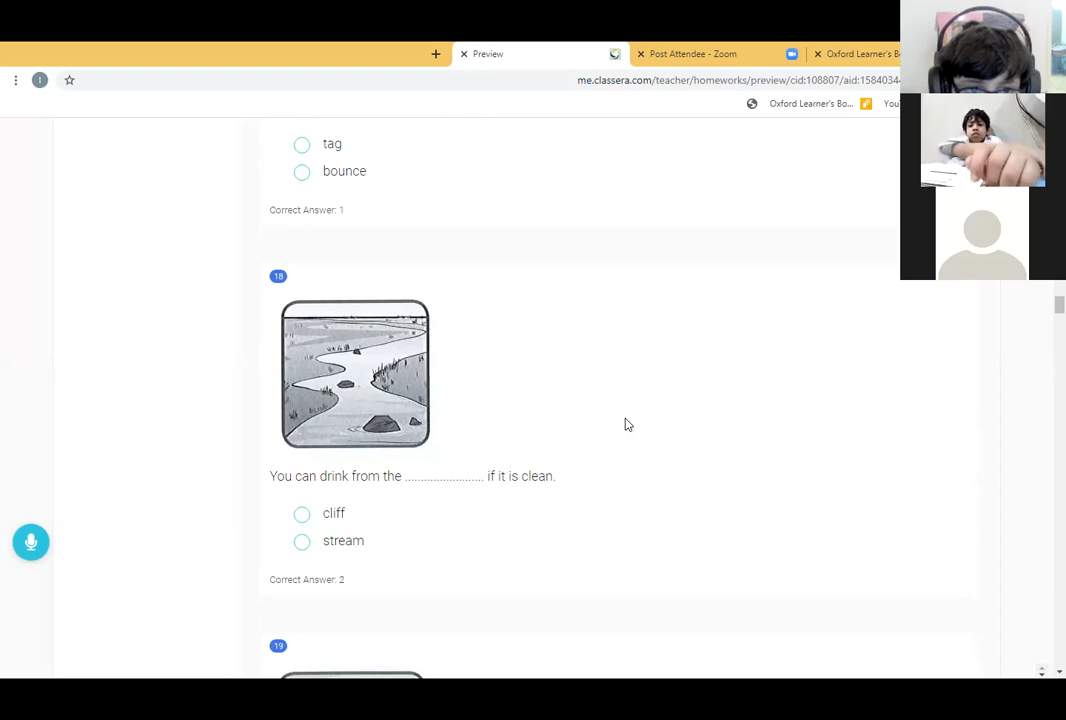 Preview
Post Attendee - Zoom
Oxford Learner's Bo
I
me.classera.com/teacher/homeworks/preview/cid:108807/aid:1584034
Oxford Learner's Bo...
You
tag
bounce
Correct Answer: 1
18
You can drink from the ........................ if it is clean.
cliff
stream
Correct Answer: 2
19